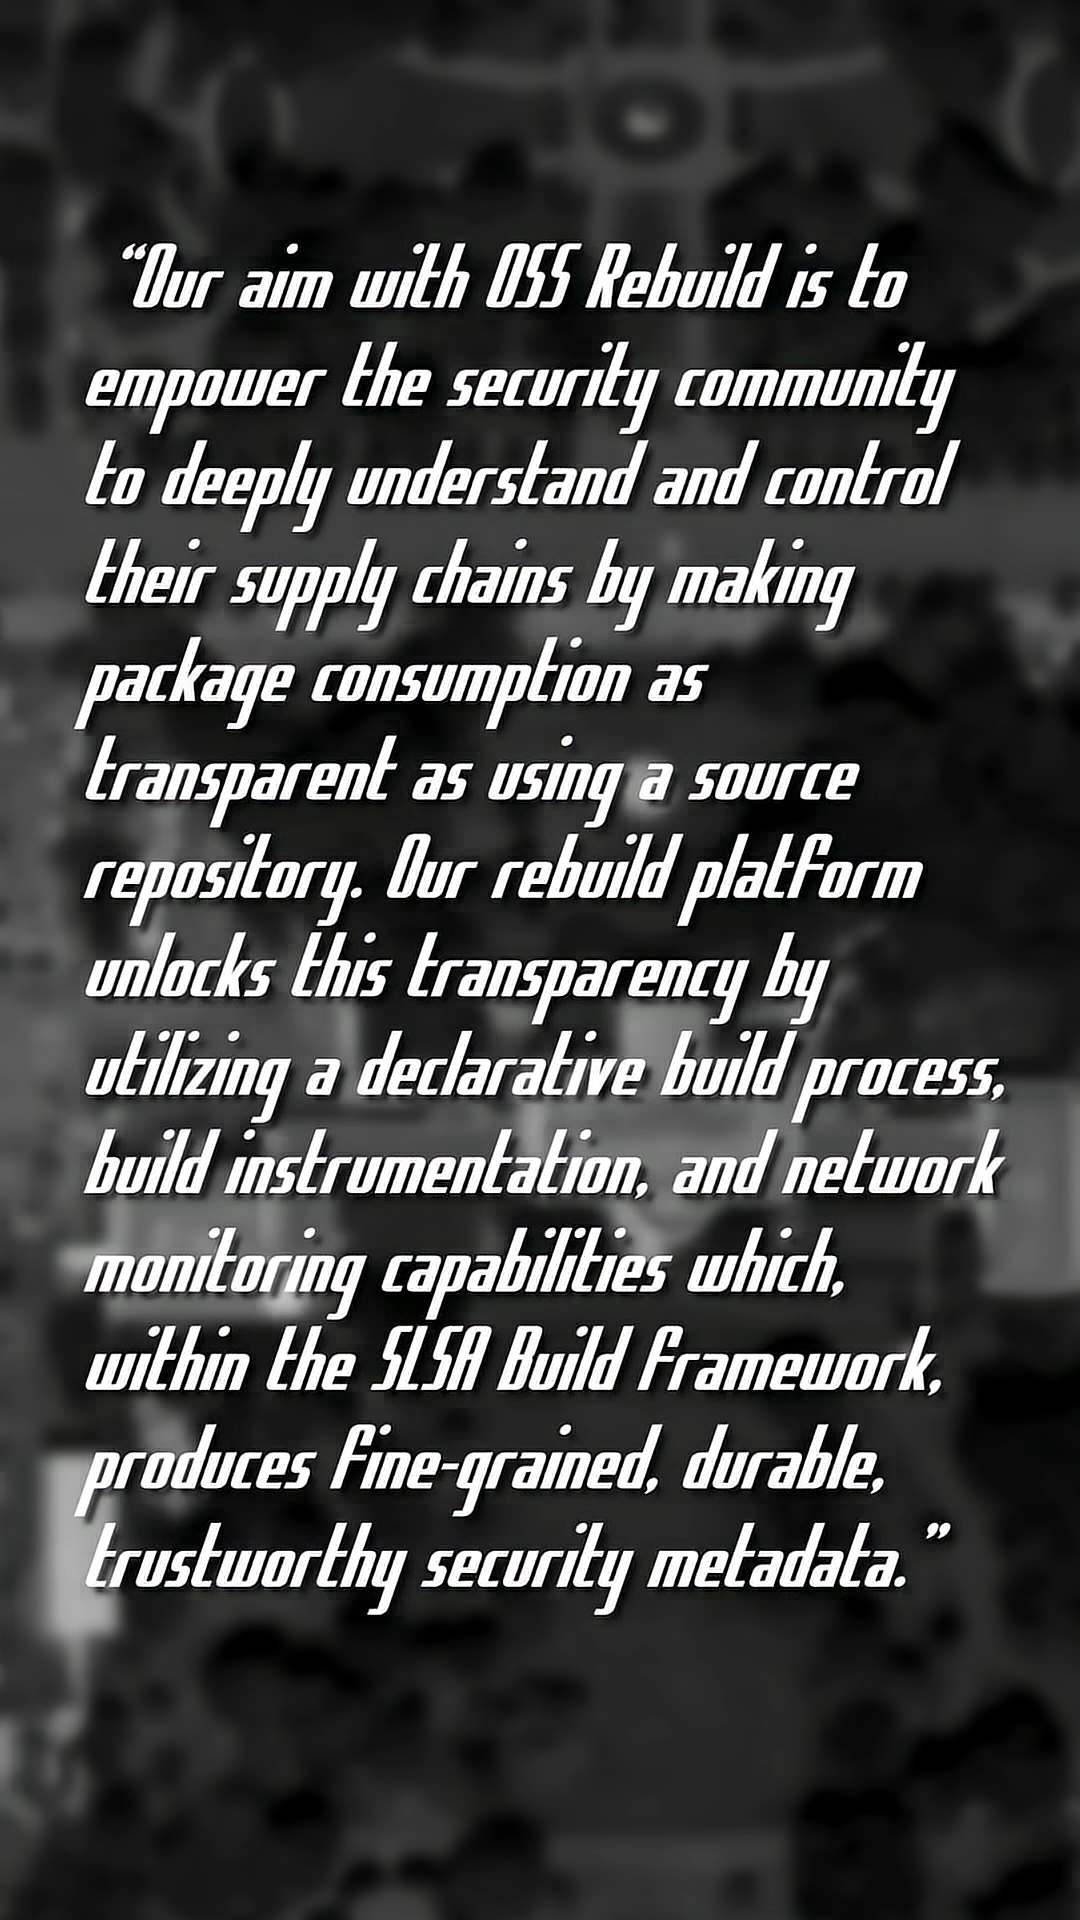 “Our aim with OSS Rebuild is to
empower the security community
to deeply understand and control
their supply chains by making
package consumption as
transparent as using a source
repository. Our rebuild platform
unlocks this transparency by
utilizing a declarative build process,
build instrumentation, and network
monitoring capabilities which,
within the SLSA Build framework,
produces fine-grained, durable,
trustworthy security metadata.”